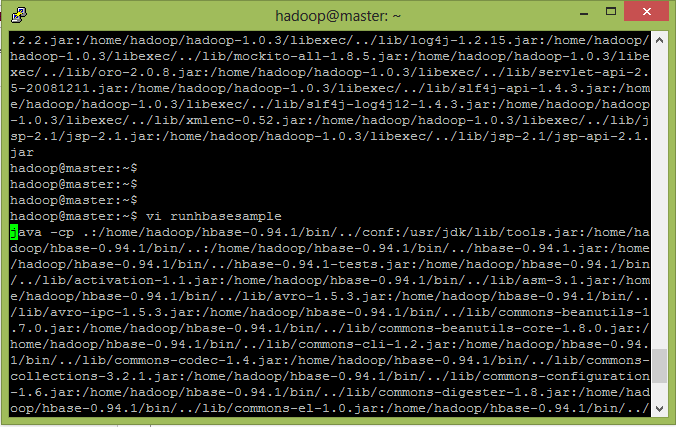 hadoop@master: ~
.2.2.jar:/home/hadoop/hadoop-1.0.3/libexec/../lib/log4j-1.2.15.jar:/home/hadoop/
hadoop-1.0.3/libexec/../lib/mockito-all-1.8.5.jar:/home/hadoop/hadoop-1.0.3/libe
xec/../lib/oro-2.0.8.jar:/home/hadoop/hadoop-1.0.3/libexec/../lib/servlet-api-2.
5-20081211.jar:/home/hadoop/hadoop-1.0.3/libexec/../lib/slf4j-api-1.4.3.jar:/hom
e/hadoop/hadoop-1.0.3/libexec/../lib/slf4j-log4j12-1.4.3.jar:/home/hadoop/hadoop
-1.0.3/libexec/../lib/xmlenc-0.52.jar:/home/hadoop/hadoop-1.0.3/libexec/../lib/j
sp-2.1/jsp-2.1.jar:/home/hadoop/hadoop-1.0.3/libexec/../lib/jsp-2.1/jsp-api-2.1.
jar
hadoop@master:~$
hadoop@master:~$
hadoop@master:~$
hadoop@master:~$ vi runhbasesample
java -cp .:/home/hadoop/hbase-0.94.1/bin/../conf:/usr/jdk/lib/tools.jar:/home/ha
doop/hbase-0.94.1/bin/..:/home/hadoop/hbase-0.94.1/bin/../hbase-0.94.1.jar:/home
/hadoop/hbase-0.94.1/bin/../hbase-0.94.1-tests.jar:/home/hadoop/hbase-0.94.1/bin
/../lib/activation-1.1.jar:/home/hadoop/hbase-0.94.1/bin/../lib/asm-3.1.jar:/hom
e/hadoop/hbase-0.94.1/bin/../lib/avro-1.5.3.jar:/home/hadoop/hbase-0.94.1/bin/..
/lib/avro-ipc-1.5.3.jar:/home/hadoop/hbase-0.94.1/bin/../lib/commons-beanutils-1
.7.0.jar:/home/hadoop/hbase-0.94.1/bin/../lib/commons-beanutils-core-1.8.0.jar:/
home/hadoop/hbase-0.94.1/bin/../lib/commons-cli-1.2.jar:/home/hadoop/hbase-0.94.
1/bin/../lib/commons-codec-1.4.jar:/home/hadoop/hbase-0.94.1/bin/../lib/commons-
collections-3.2.1.jar:/home/hadoop/hbase-0.94.1/bin/../lib/commons-configuration
-1.6.jar:/home/hadoop/hbase-0.94.1/bin/../lib/commons-digester-1.8.jar:/home/had
oop/hbase-0.94.1/bin/../lib/commons-el-1.0.jar:/home/hadoop/hbase-0.94.1/bin/../